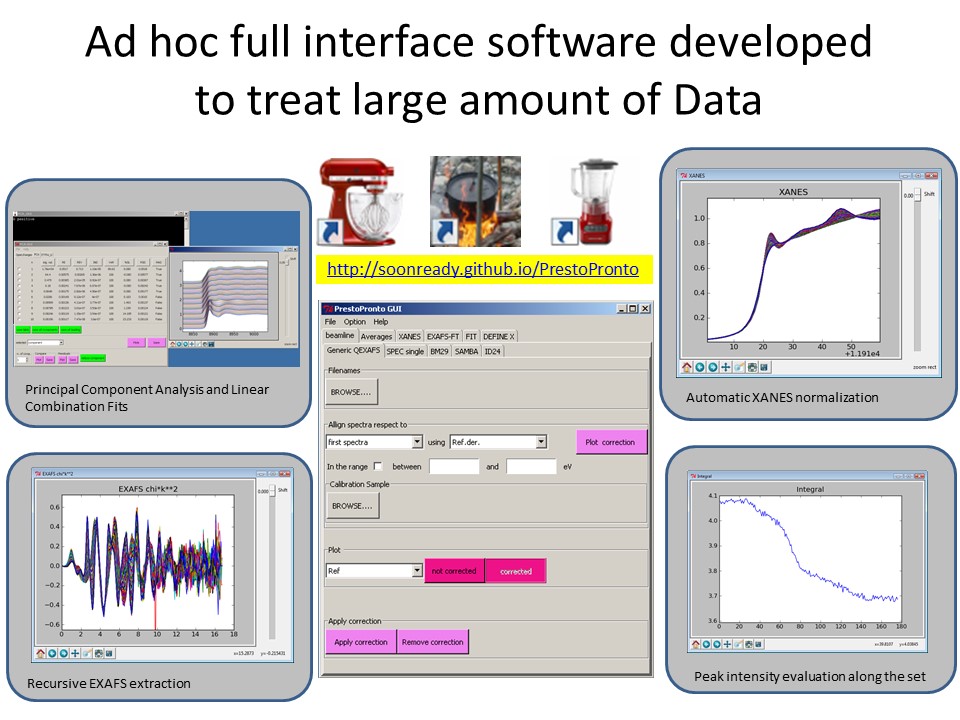 Ad hoc full interface software developed
to treat large amount of Data
http://soonready.github.io/PrestoPronto
Principal Component Analysis and Linear
Combination Fits
EXAFS chi*k**2
EXAFS chi*k**2
0.000 Shift
0.6
0.4
0.2
0.0
−0.2
−0.4
−0.6
0 2 4 6 8 10 12 14 16 18
x=15.2873 y=-0.215431
Recursive EXAFS extraction
PrestoPronto GUI
File Option Help
beamline Averages XANES EXAFS-FT FIT DEFINE X
Generic QEXAFS SPEC single BM29 SAMBA ID24
Filenames
BROWSE....
Allign spectra respect to
first spectra using Ref.der. Plot correction
In the range between and eV
Calibration Sample
BROWSE....
Plot
Ref not corrected corrected
Apply correction
Apply correction Remove correction
XANES
XANES
0.00 Shift
1.0
0.8
0.6
0.4
0.2
10 20 30 40 50
+1.191e4
zoom rect
Automatic XANES normalization
Integral
Integral
4.1
4.0
3.9
3.8
3.7
3.6
0 20 40 60 80 100 120 140 160 180
Peak intensity evaluation along the set